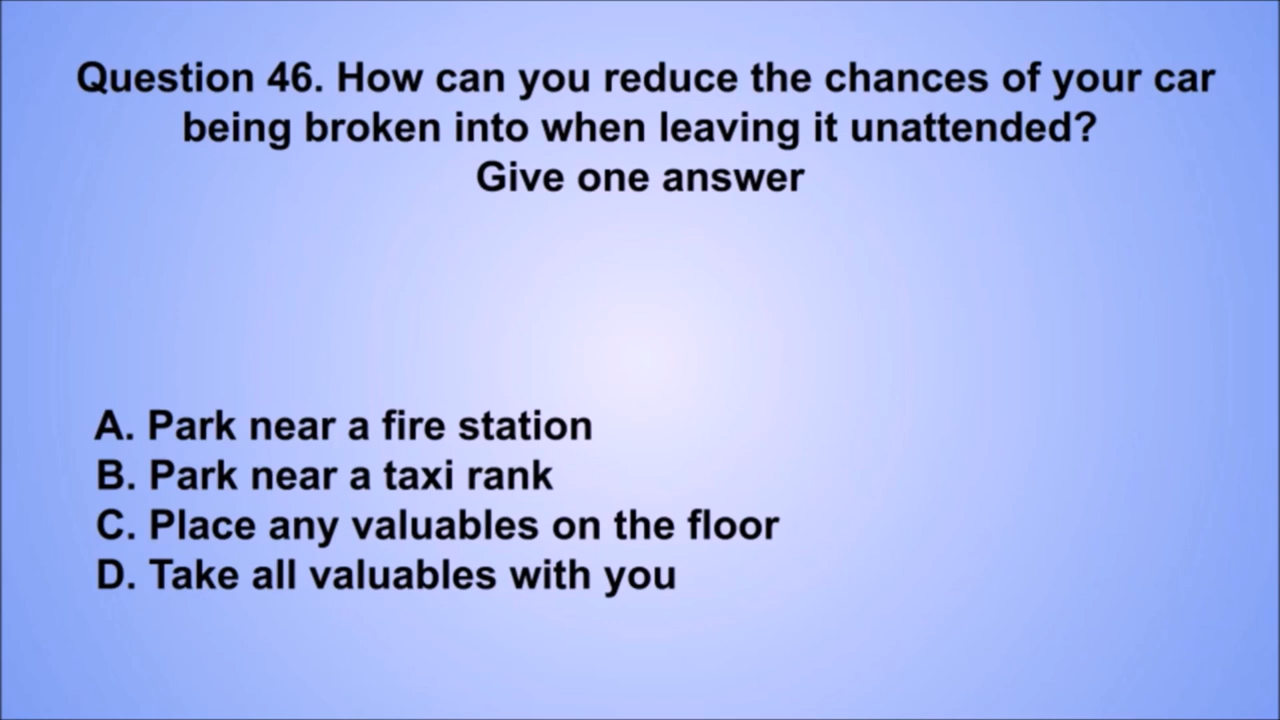 Question 46. How can you reduce the chances of your car
being broken into when leaving it unattended?
Give one answer
A. Park near a fire station
B. Park near a taxi rank
C. Place any valuables on the floor
D. Take all valuables with you